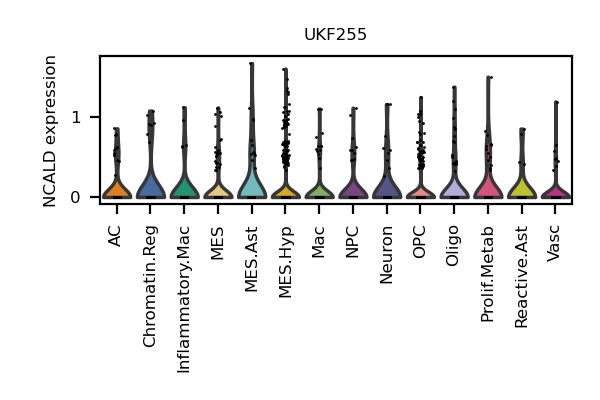 UKF255
NCALD expression
1
0
AC
Chromatin.Reg
Inflammatory.Mac
MES
MES.Ast
MES.Hyp
Mac
NPC
Neuron
OPC
Oligo
Prolif.Metab
Reactive.Ast
Vasc